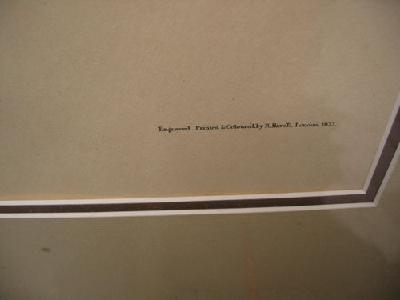 Engraved, Printed & Coloured by R. Havell, London, 1837.